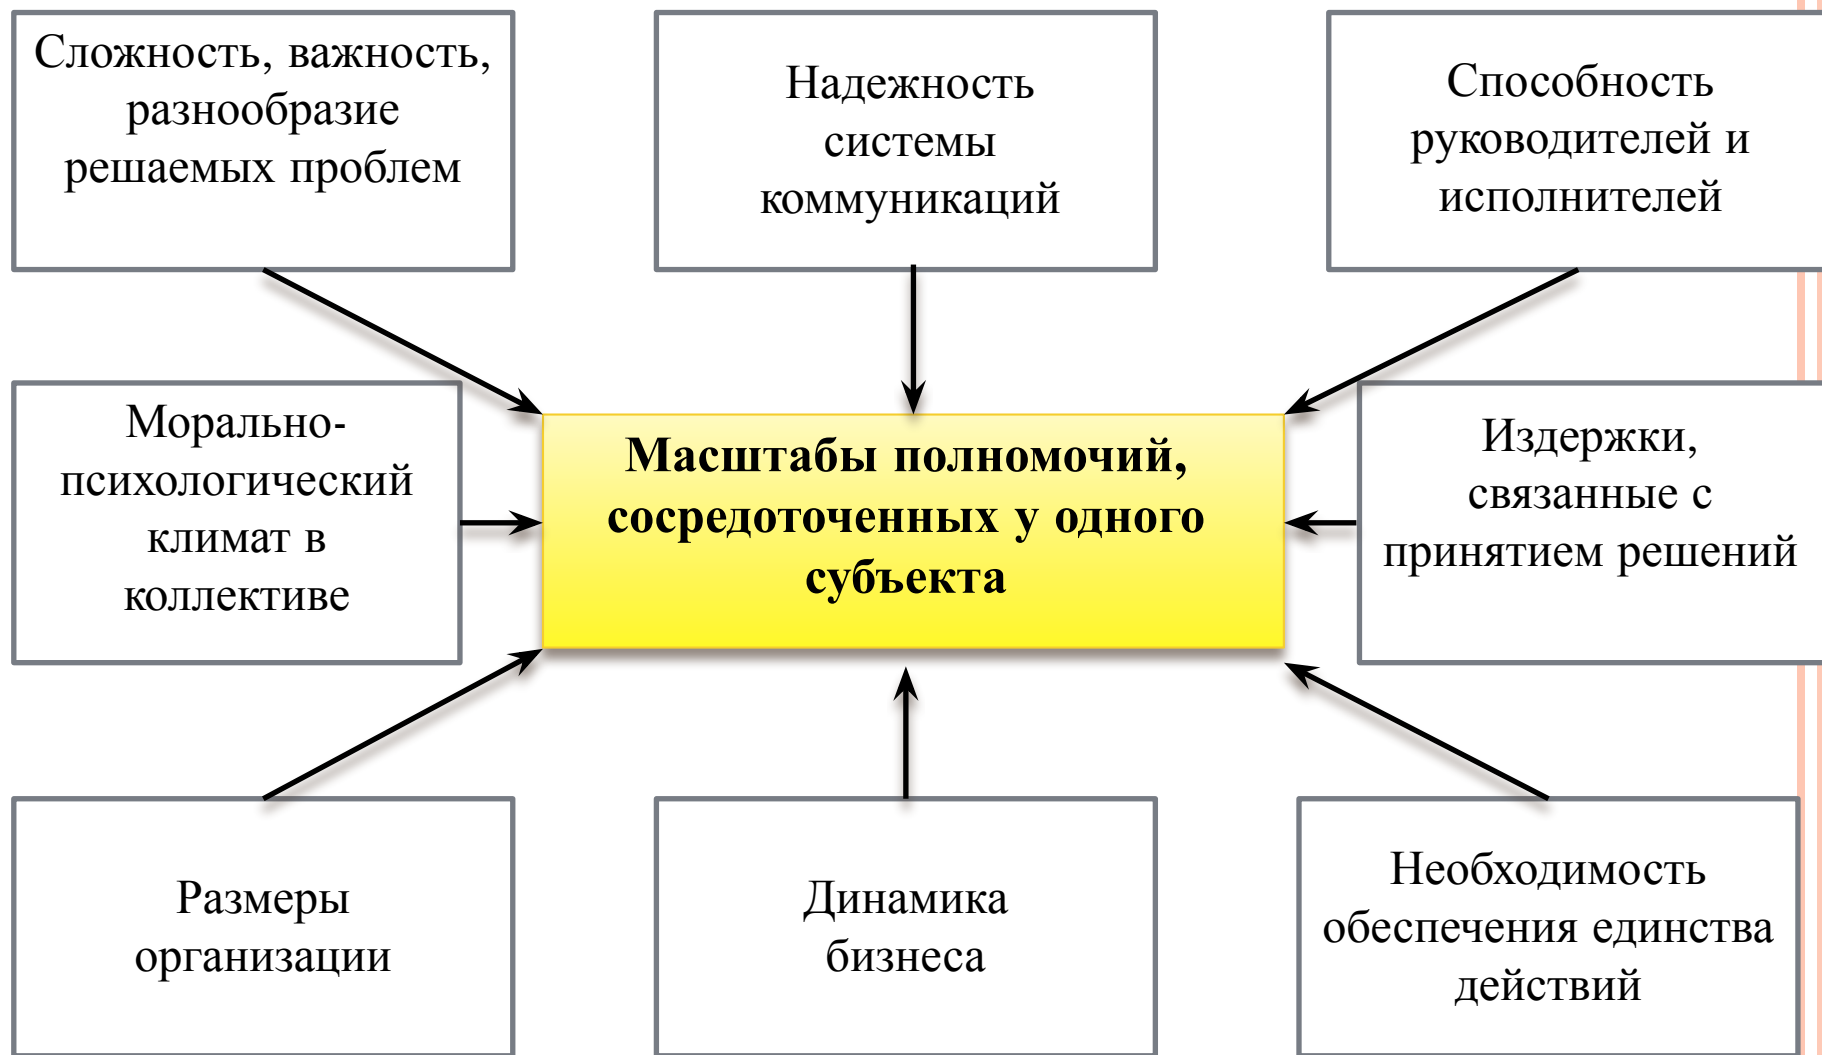 Сложность, важность,
разнообразие
решаемых проблем
Надежность
системы
коммуникаций
Способность
руководителей и
исполнителей
Морально-
психологический
климат в
коллективе
Масштабы полномочий,
сосредоточенных у одного
субъекта
Издержки,
связанные с
принятием решений
Размеры
организации
Динамика
бизнеса
Необходимость
обеспечения единства
действий